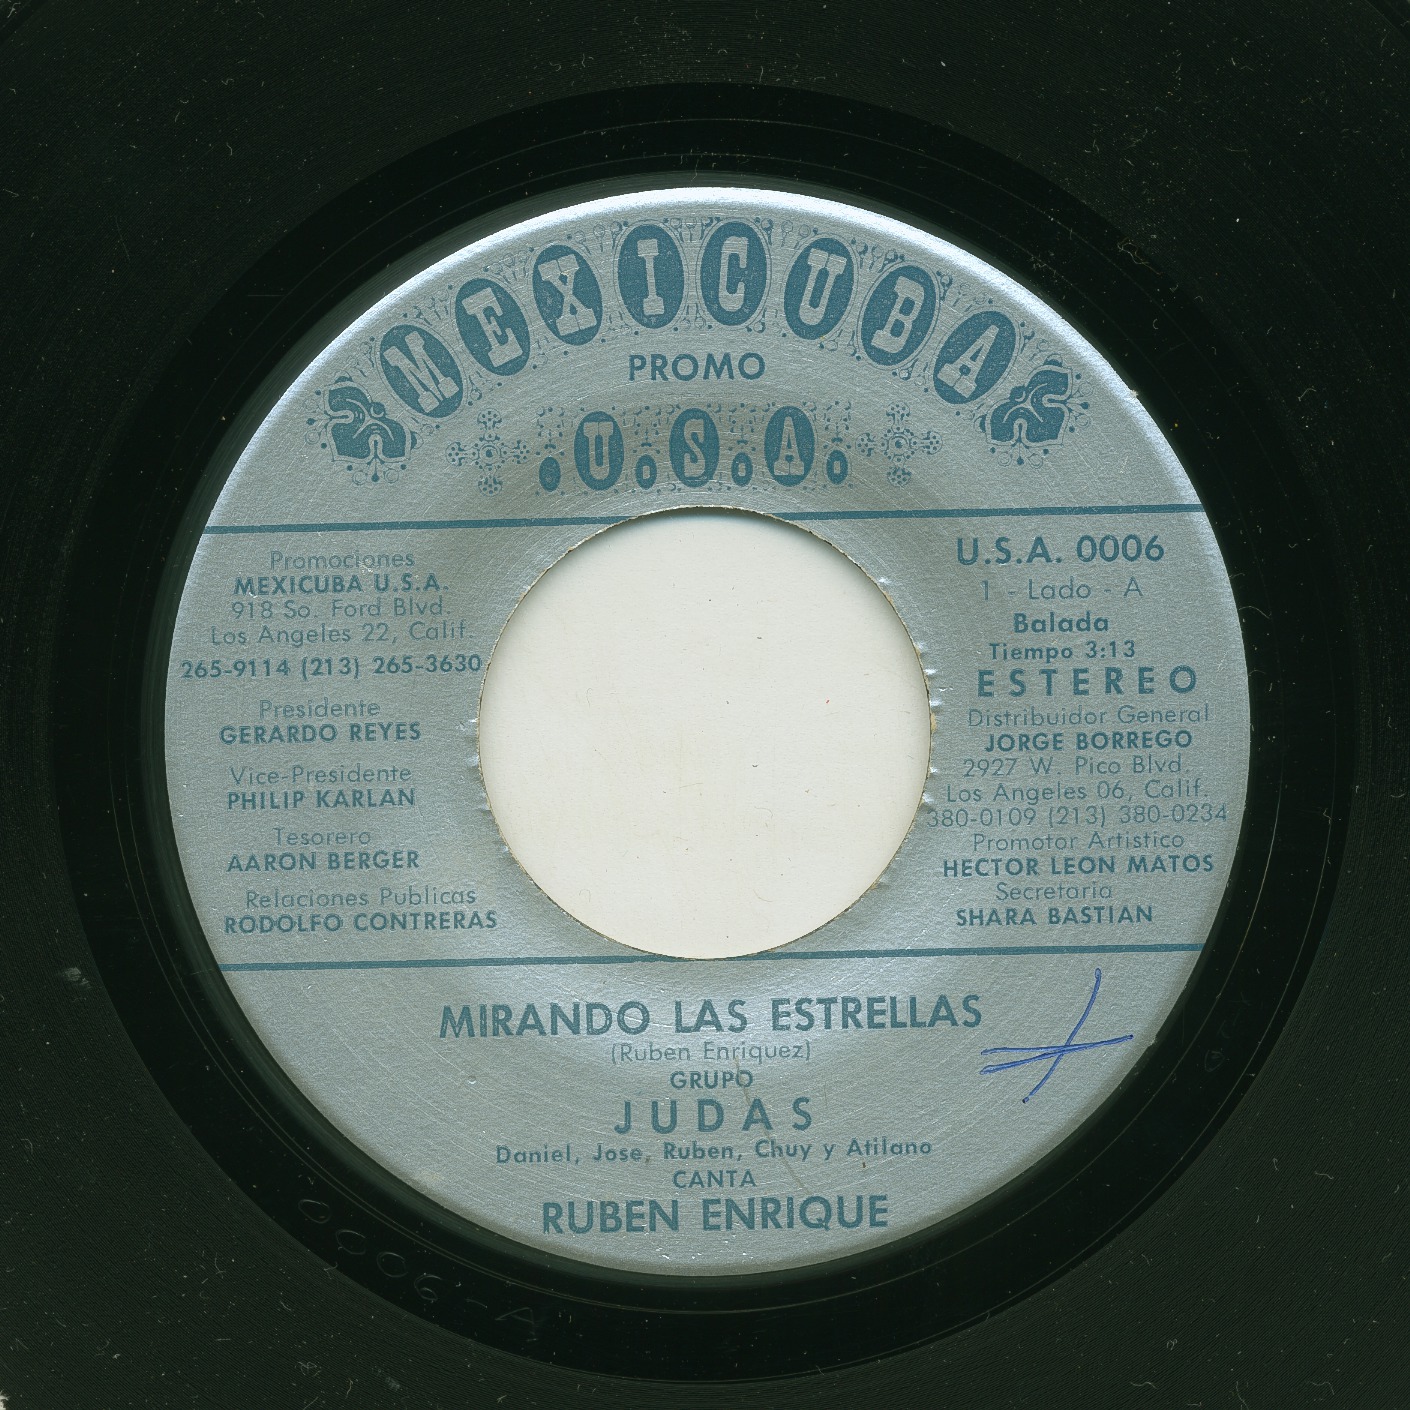 MEXICUBA
PROMO
.U.S.A.
Promociones
MEXICUBA U.S.A.
918 So. Ford Blvd.
Los Angeles 22, Calif.
265-9114 (213) 265-3630
Presidente
GERARDO REYES
Vice-Presidente
PHILIP KARLAN
Tesorero
AARON BERGER
Relaciones Publicas
RODOLFO CONTRERAS
U.S.A. 0006
1 - Lado - A
Balada
Tiempo 3:13
ESTEREO
Distribuidor General
JORGE BORREGO
2927 W. Pico Blvd.
Los Angeles 06, Calif.
380-0109 (213) 380-0234
Promotor Artistico
HECTOR LEON MATOS
Secretaria
SHARA BASTIAN
MIRANDO LAS ESTRELLAS
(Ruben Enriquez)
GRUPO
JUDAS
Daniel, Jose, Ruben, Chuy y Atilano
CANTA
RUBEN ENRIQUE
0006-A